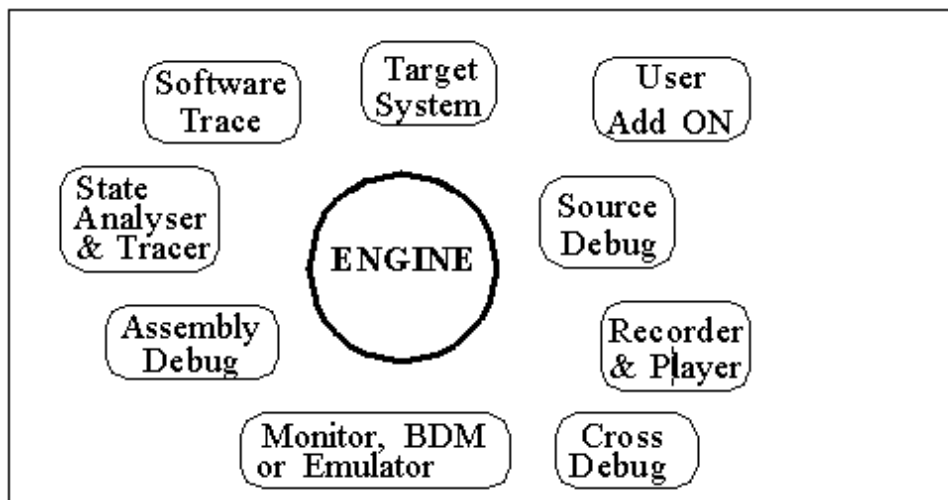 Software
Trace
Target
System
User
Add ON
State
Analyser
& Tracer
ENGINE
Source
Debug
Assembly
Debug
Recorder
& Player
Monitor, BDM
or Emulator
Cross
Debug